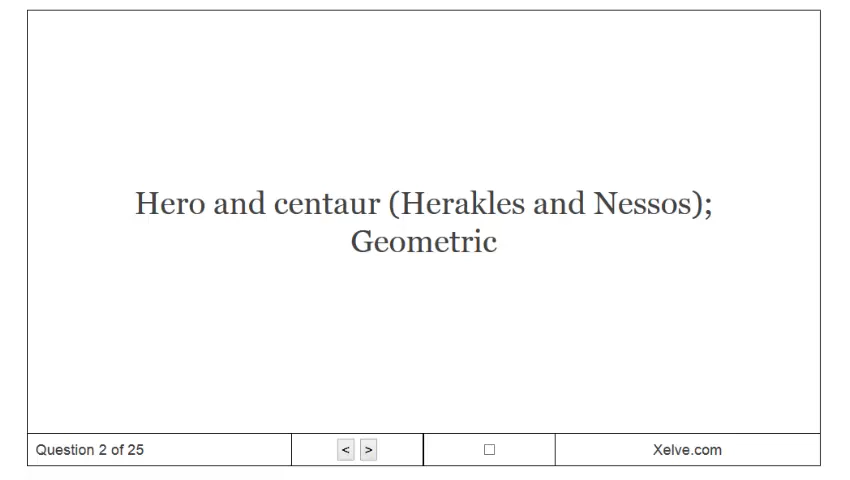 Hero and centaur (Herakles and Nessos);
Geometric
Question 2 of 25
< >
Xelve.com